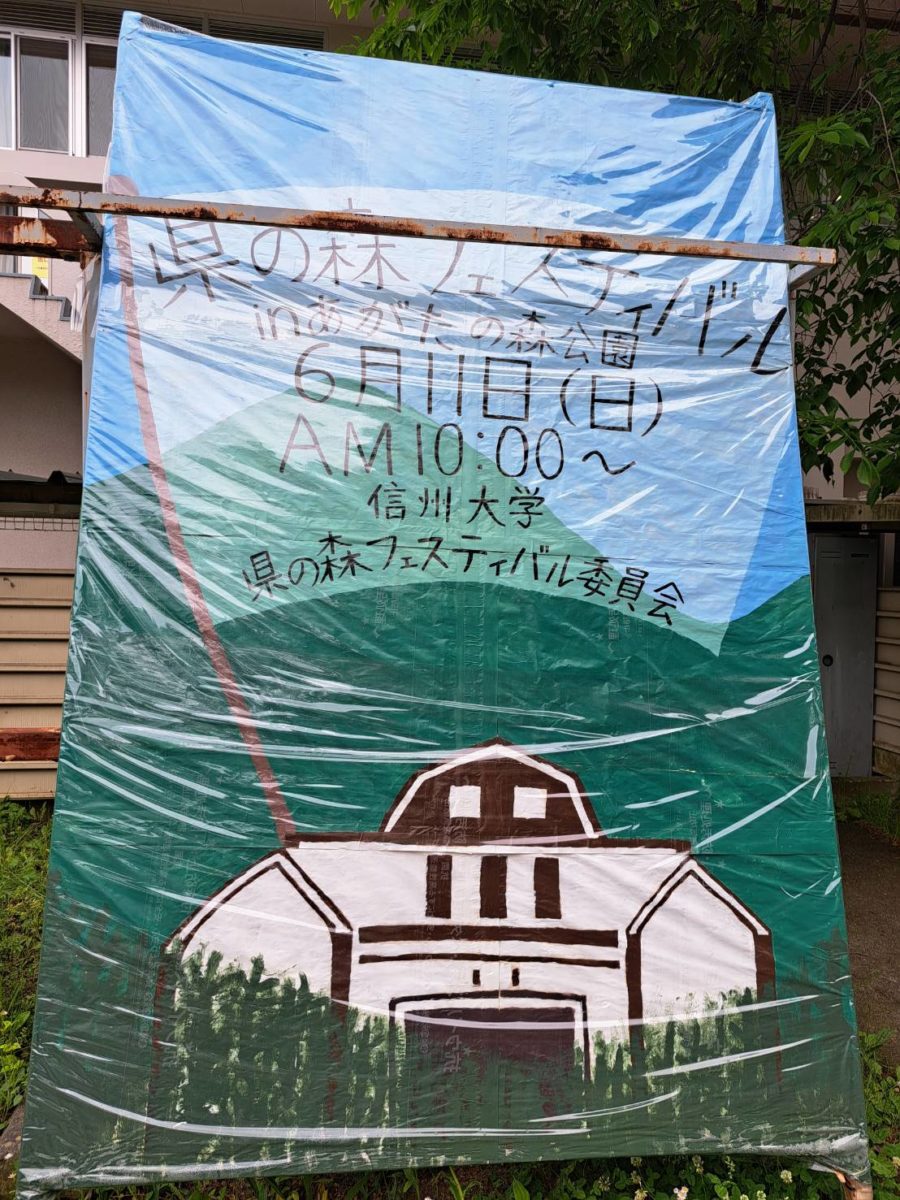 県の森フェスティバル
inあがたの森公園
6月11日(日)
AM10:00~
信州大学
県の森フェスティバル委員会